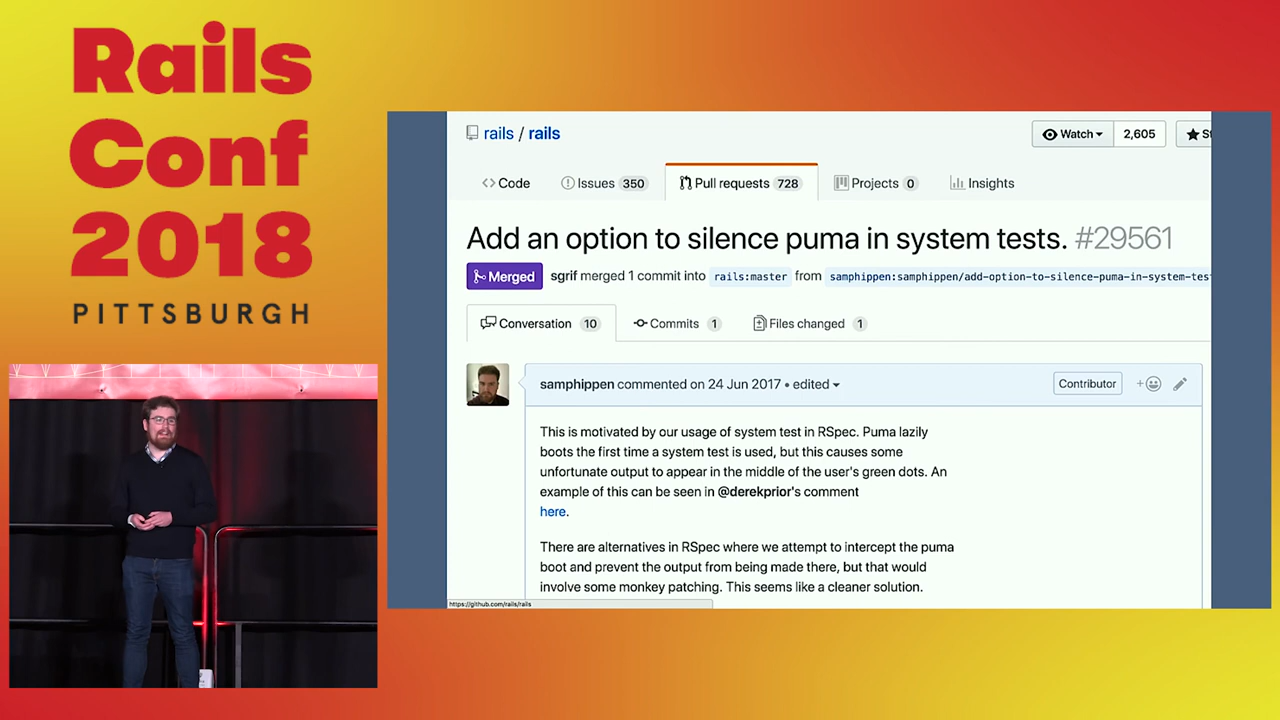 Rails
Conf
2018
PITTSBURGH
rails / rails
Watch 2,605
Code Issues 350 Pull requests 728 Projects 0 Insights
Add an option to silence puma in system tests. #29561
Merged sgrif merged 1 commit into rails:master from samphippen:samphippen/add-option-to-silence-puma-in-system-test
Conversation 10 Commits 1 Files changed 1
samphippen commented on 24 Jun 2017 • edited Contributor
This is motivated by our usage of system test in RSpec. Puma lazily
boots the first time a system test is used, but this causes some
unfortunate output to appear in the middle of the user's green dots. An
example of this can be seen in @derekprior's comment
here.
There are alternatives in RSpec where we attempt to intercept the puma
boot and prevent the output from being made there, but that would
involve some monkey patching. This seems like a cleaner solution.
https://github.com/rails/rails